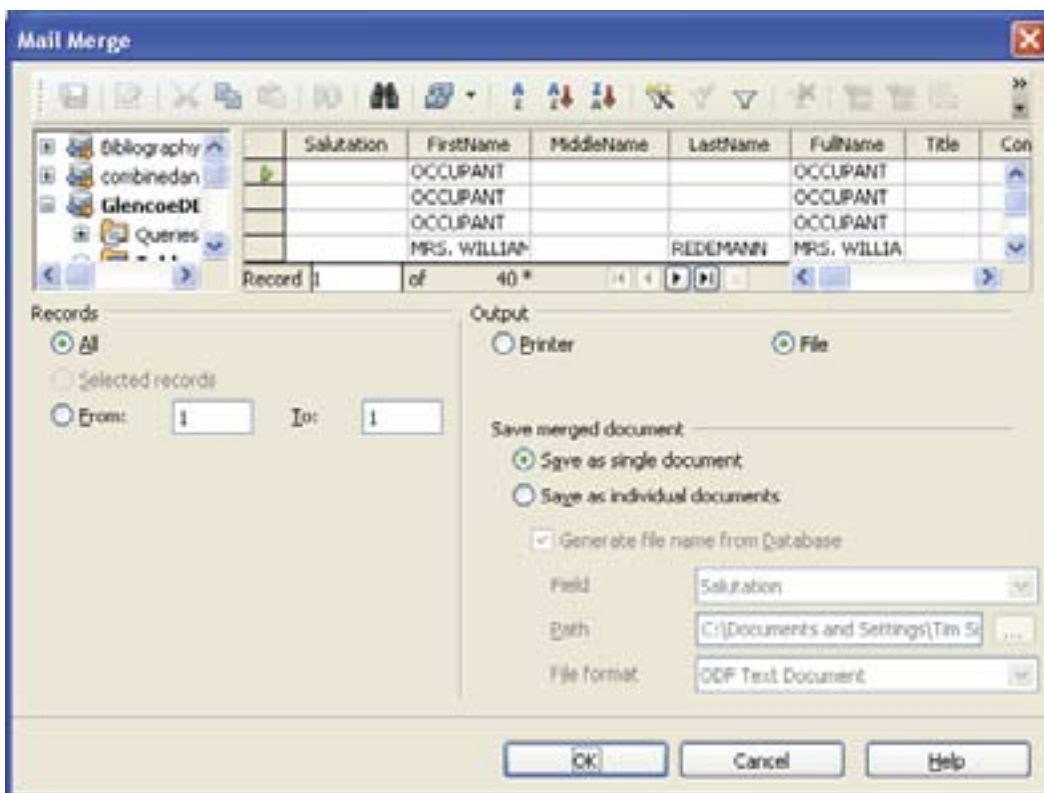 Mail Merge
Salutation FirstName MiddleName LastName FullName Title Con
Bibliography OCCUPANT OCCUPANT
combinedan OCCUPANT OCCUPANT
GlencoeDE OCCUPANT OCCUPANT
Queries MRS. WILLIAM REDEMANN MRS. WILLIA
Record 1 of 40 *
Records Output
All Printer File
Selected records
From: 1 To: 1
Save merged document
Save as single document
Save as individual documents
Generate file name from Database
Field Salutation
Path C:\Documents and Settings\Tim Si ...
File format ODF Text Document
OK Cancel Help